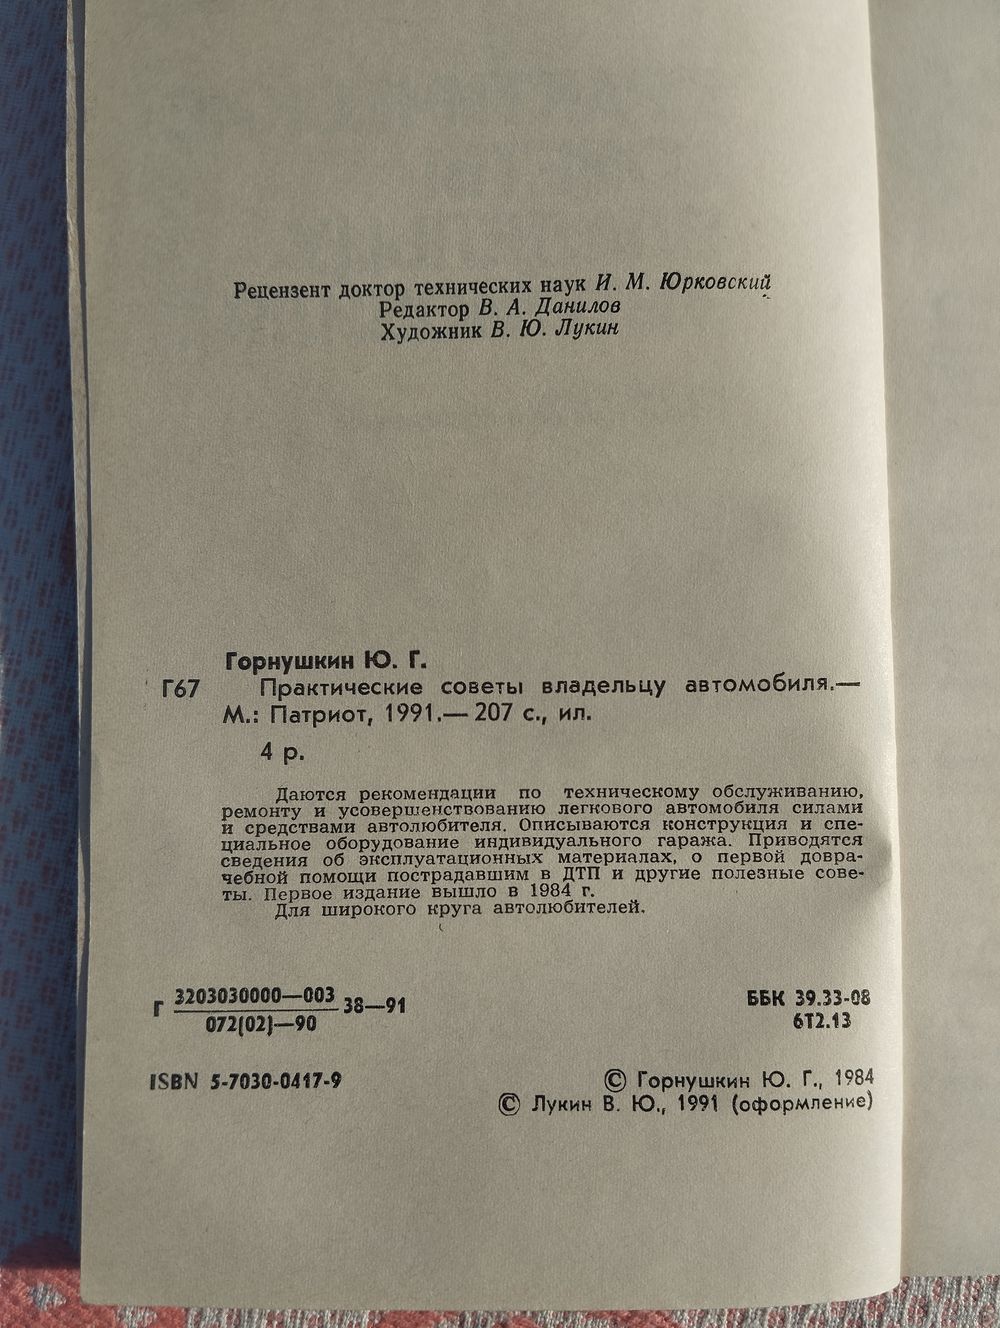 Рецензент доктор технических наук И. М. Юрковский
Редактор В. А. Данилов
Художник В. Ю. Лукин
Горнушкин Ю. Г.
Г67 Практические советы владельцу автомобиля.—
М.: Патриот, 1991.— 207 с., ил.
4 р.
Даются рекомендации по техническому обслуживанию,
ремонту и усовершенствованию легкового автомобиля силами
и средствами автолюбителя. Описываются конструкция и спе-
циальное оборудование индивидуального гаража. Приводятся
сведения об эксплуатационных материалах, о первой довра-
чебной помощи пострадавшим в ДТП и другие полезные сове-
ты. Первое издание вышло в 1984 г.
Для широкого круга автолюбителей.
Г 3203030000—003 38—91
072(02)—90
ББК 39.33-08
6Т2.13
ISBN 5-7030-0417-9
© Горнушкин Ю. Г., 1984
© Лукин В. Ю., 1991 (оформление)